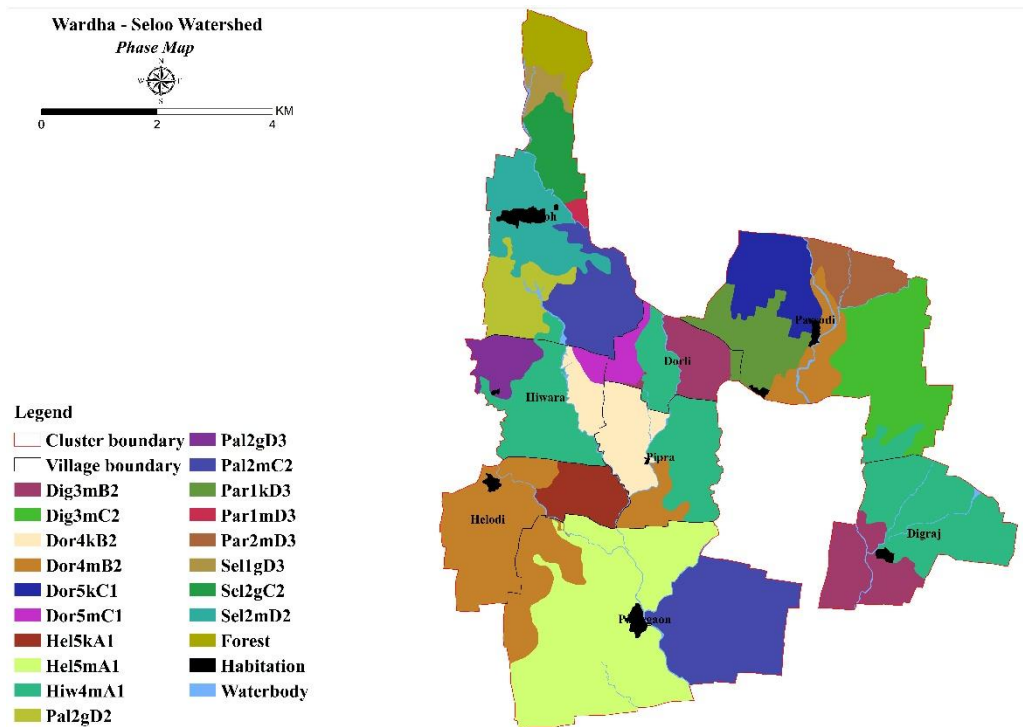 Wardha - Seloo Watershed
Phase Map
N
W
E
S
KM
0
2
4
Dorli
Hiwara
Pipra
Helodi
Digraj
Legend
Cluster boundary
Village boundary
Dig3mB2
Dig3mC2
Dor4kB2
Dor4mB2
Dor5kC1
Dor5mC1
Hel5kA1
Hel5mA1
Hiw4mA1
Pal2gD2
Pal2gD3
Pal2mC2
Par1kD3
Par1mD3
Par2mD3
Sel1gD3
Sel2gC2
Sel2mD2
Forest
Habitation
Waterbody